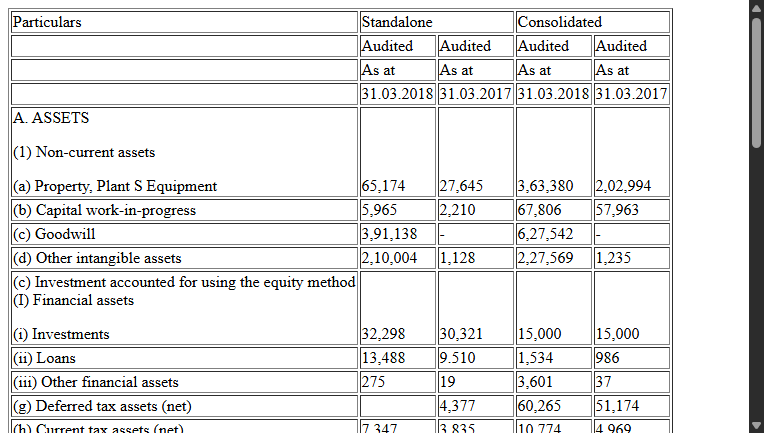 Particulars Standalone Consolidated
Audited Audited Audited Audited
As at As at As at As at
31.03.2018 31.03.2017 31.03.2018 31.03.2017
A. ASSETS
(1) Non-current assets
(a) Property, Plant S Equipment 65,174 27,645 3,63,380 2,02,994
(b) Capital work-in-progress 5,965 2,210 67,806 57,963
(c) Goodwill 3,91,138 - 6,27,542 -
(d) Other intangible assets 2,10,004 1,128 2,27,569 1,235
(c) Investment accounted for using the equity method
(I) Financial assets
(i) Investments 32,298 30,321 15,000 15,000
(ii) Loans 13,488 9.510 1,534 986
(iii) Other financial assets 275 19 3,601 37
(g) Deferred tax assets (net) 4,377 60,265 51,174
(h) Current tax assets (net) 7,347 3,835 10,774 4,969